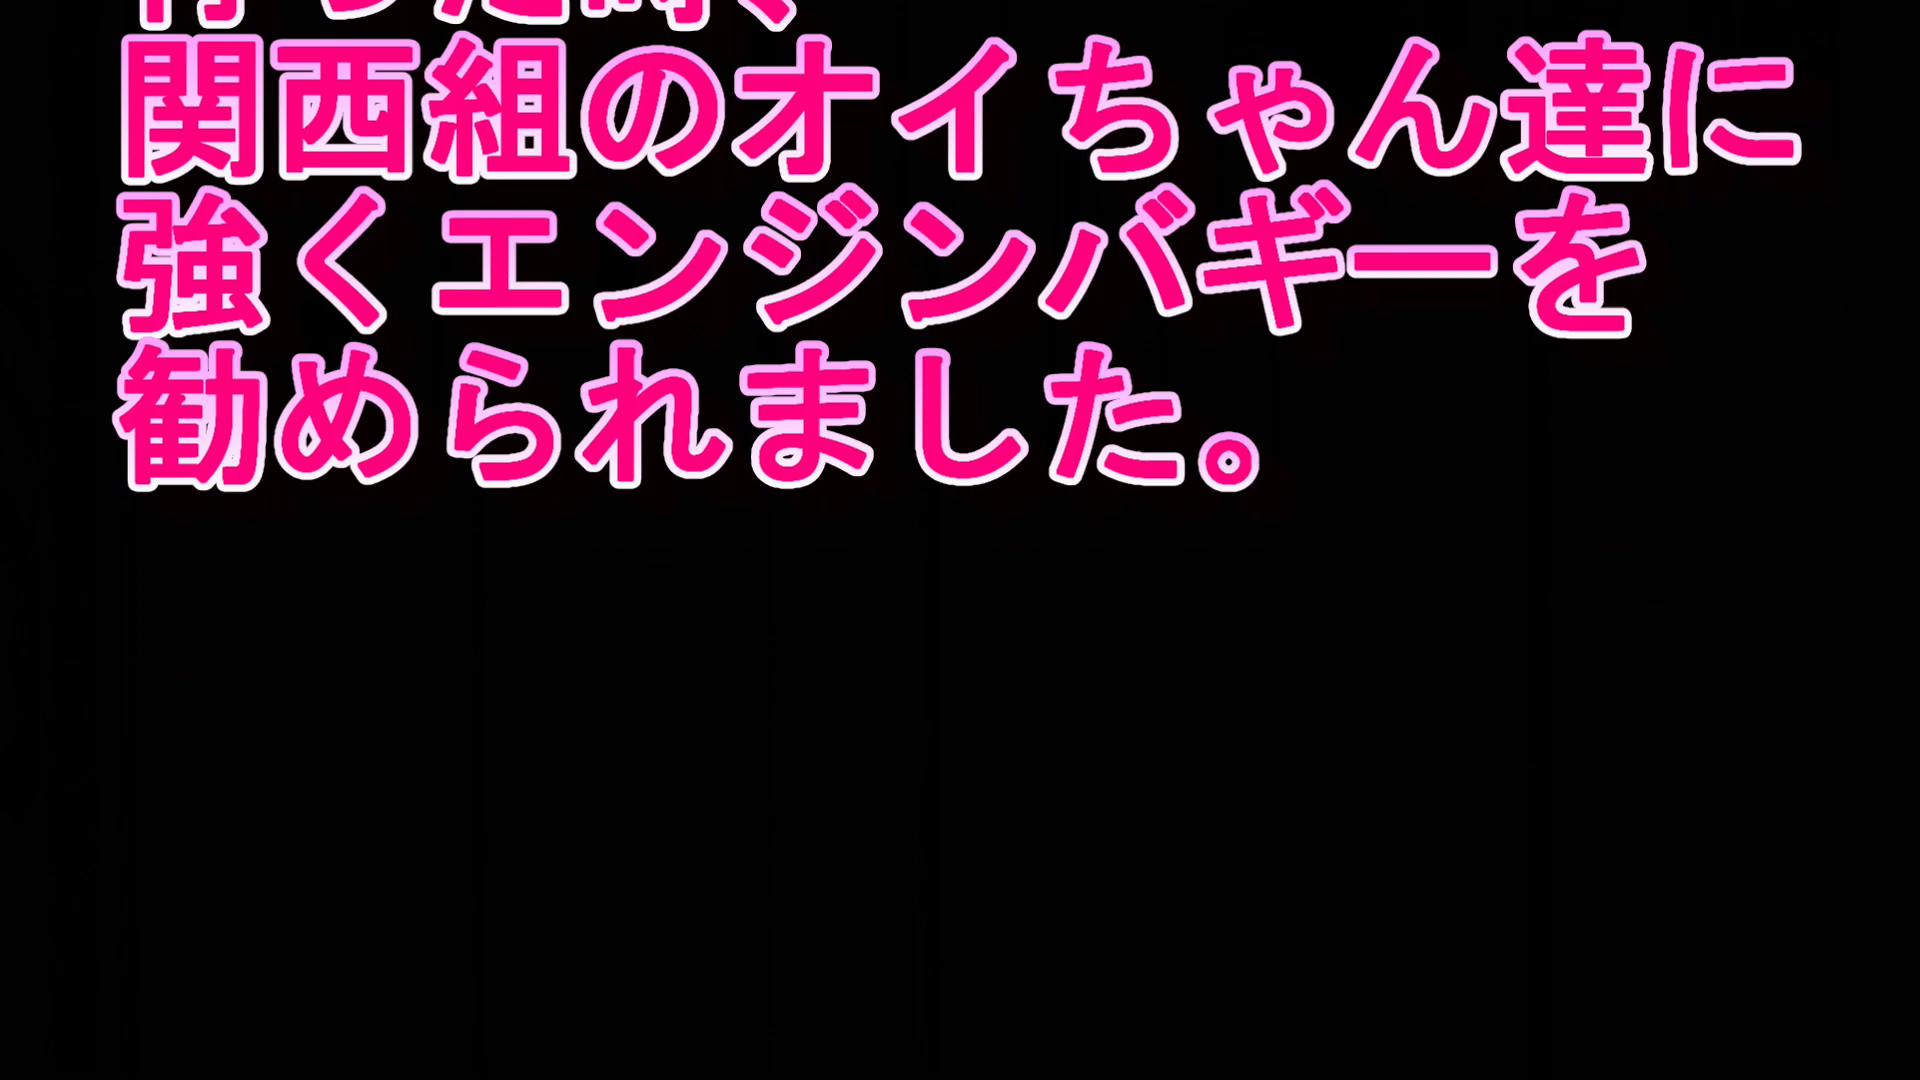 関西組のオイちゃん達に
強くエンジンバギーを
勧められました。